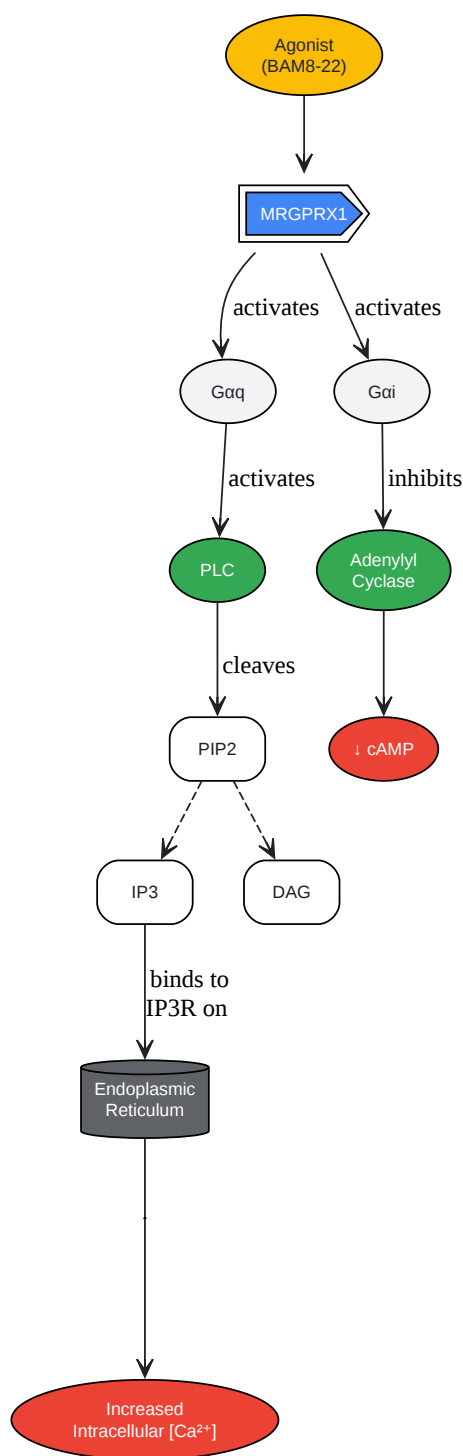 Agonist
(BAM8-22)
MRGPRX1
activates
activates
Gαq
Gαi
activates
inhibits
PLC
Adenylyl
Cyclase
cleaves
PIP2
↓ cAMP
IP3
DAG
binds to
IP3R on
Endoplasmic
Reticulum
Increased
Intracellular [Ca²⁺]